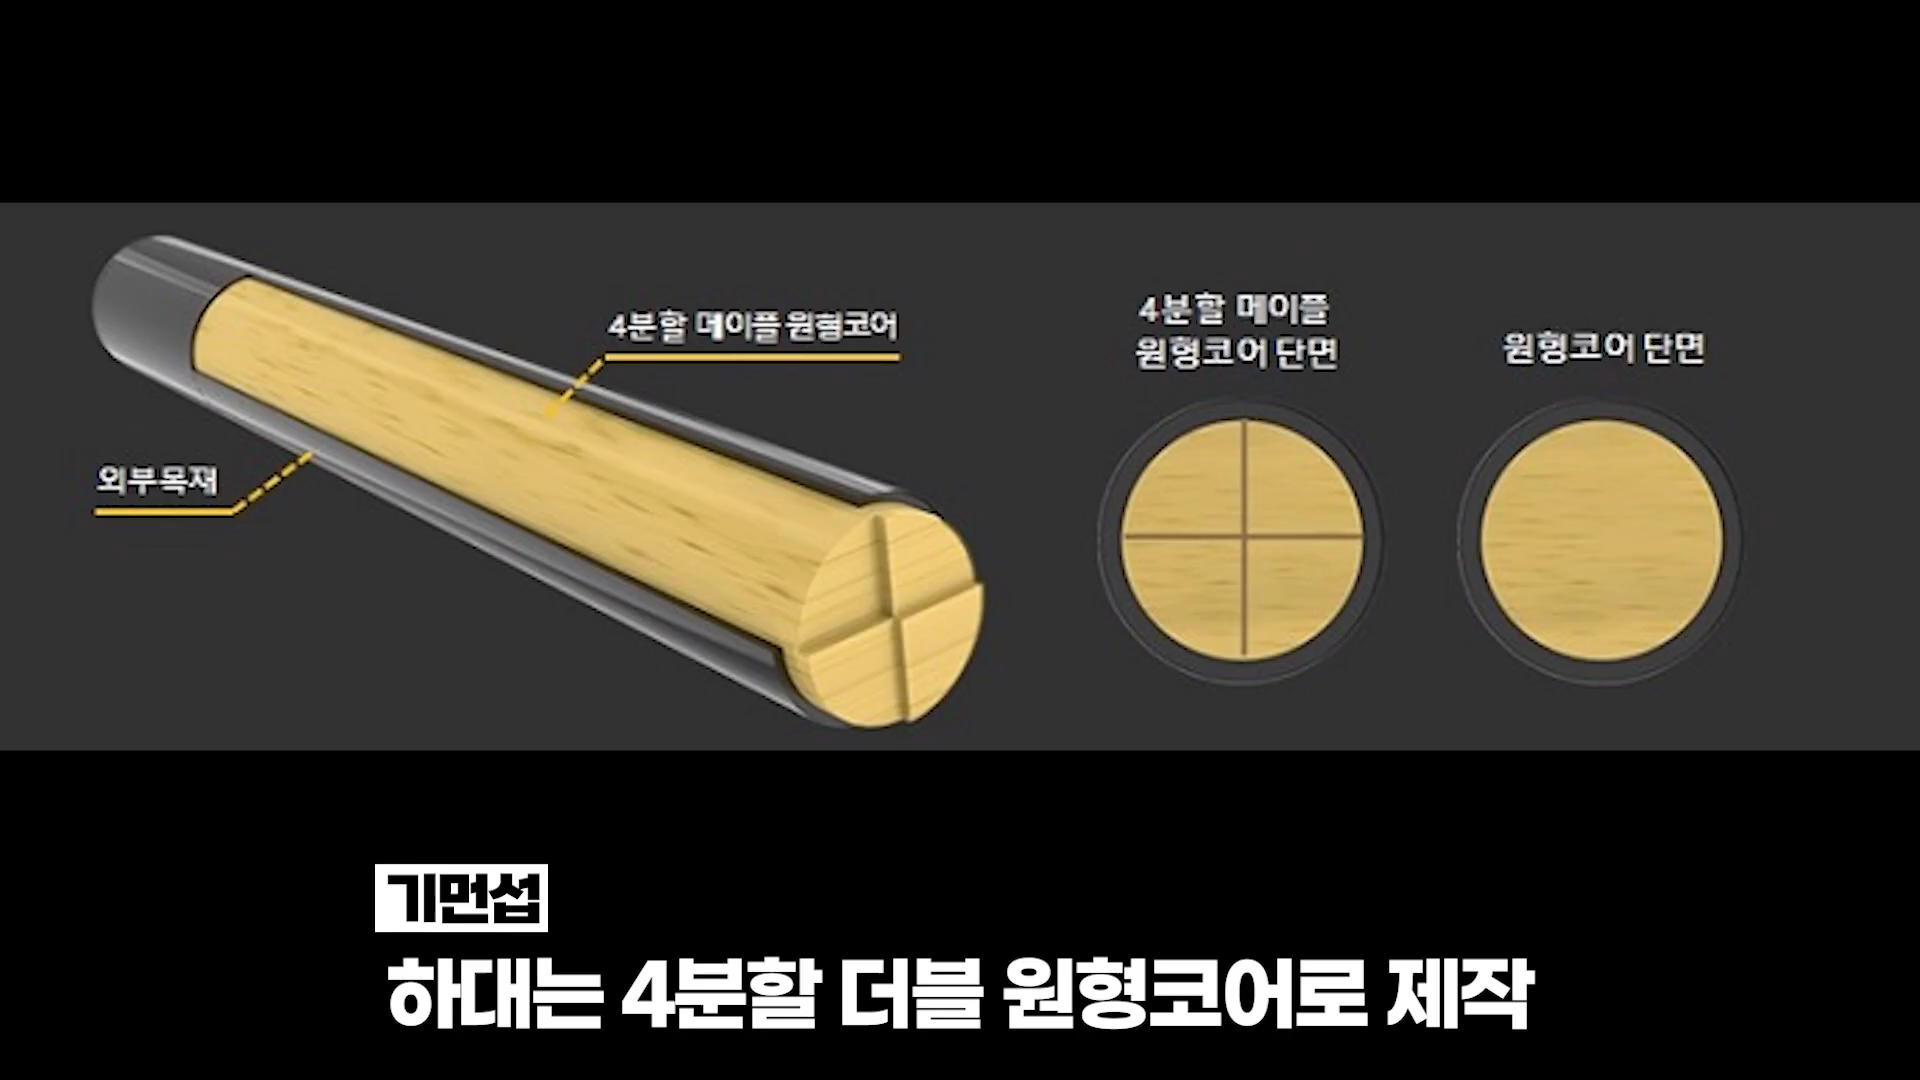 4분할 메이플 원형코어
외부목재
4분할 메이플
원형코어 단면
원형코어 단면
기먼섭
하대는 4분할 더블 원형코어로 제작